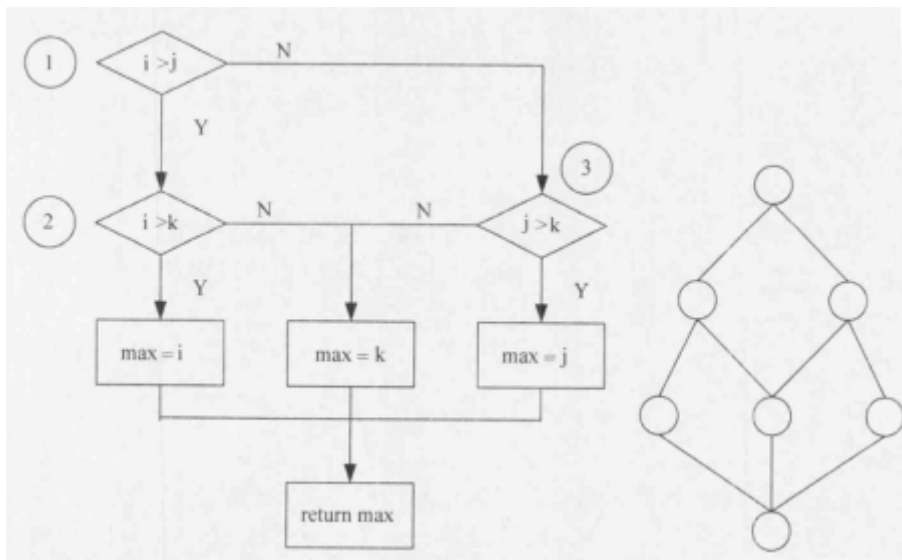 1
i >j
N
Y
3
2
i >k
N
N
j >k
Y
Y
max = i
max = k
max = j
return max